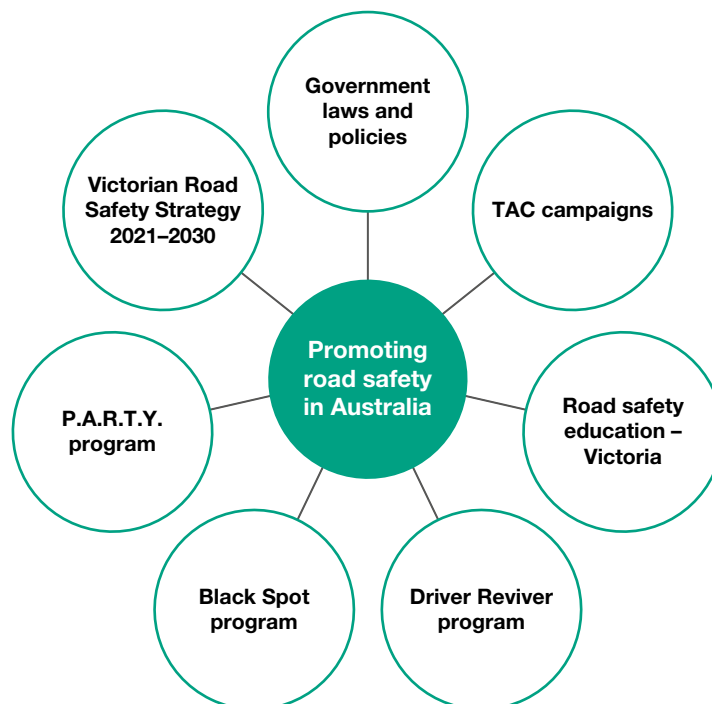 Government
laws and
policies
TAC campaigns
Road safety
education –
Victoria
Driver Reviver
program
Black Spot
program
P.A.R.T.Y.
program
Victorian Road
Safety Strategy
2021–2030
Promoting
road safety
in Australia